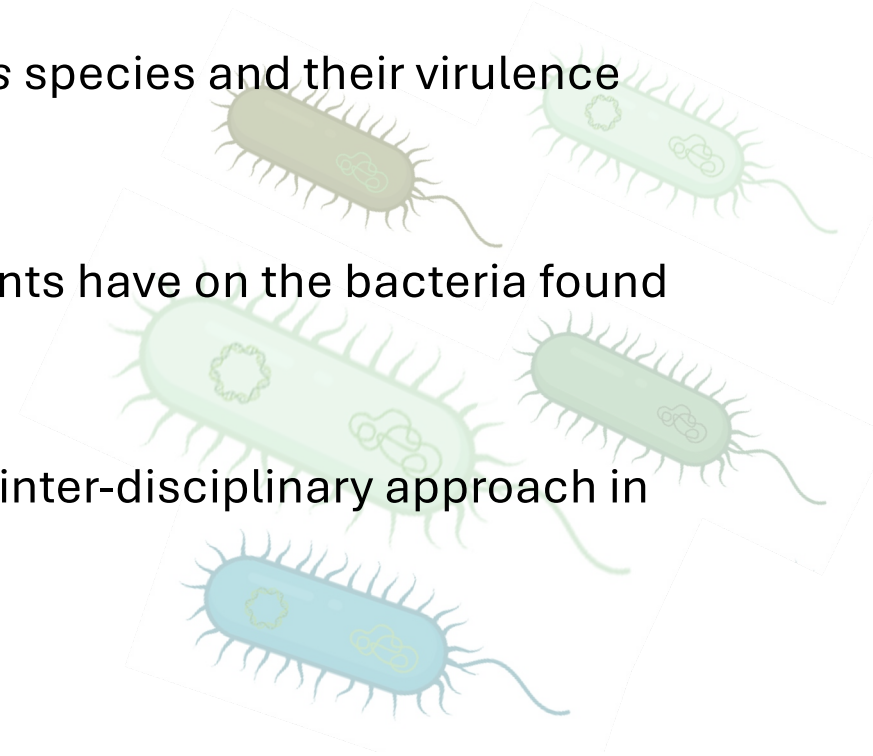 s species and their virulence
nts have on the bacteria found
inter-disciplinary approach in